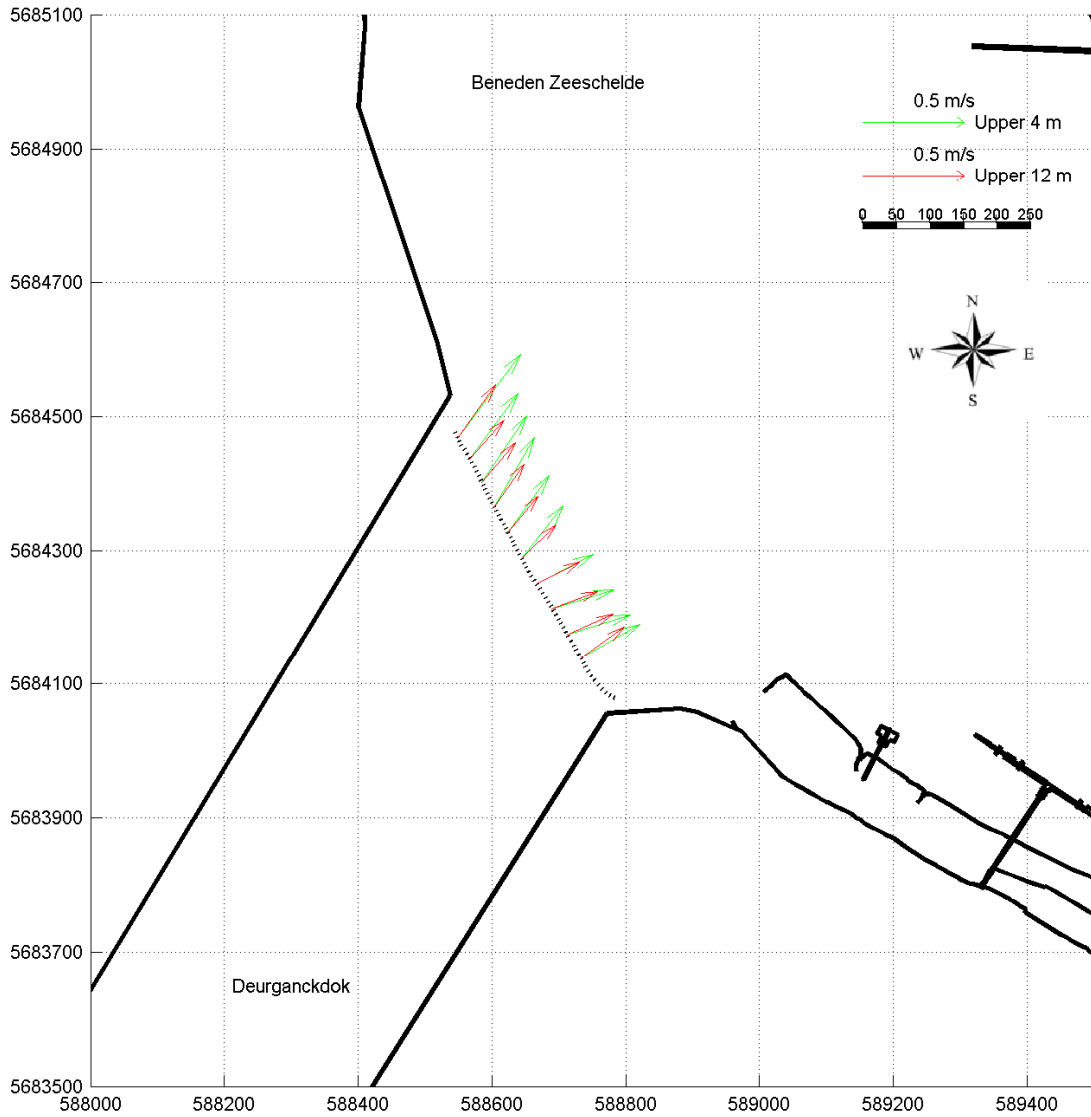 5685100
Beneden Zeeschelde
0.5 m/s
Upper 4 m
5684900
0.5 m/s
Upper 12 m
0 50 100 150 200 250
5684700
N
W E
S
5684500
5684300
5684100
5683900
5683700
Deurganckdok
5683500
588000 588200 588400 588600 588800 589000 589200 589400